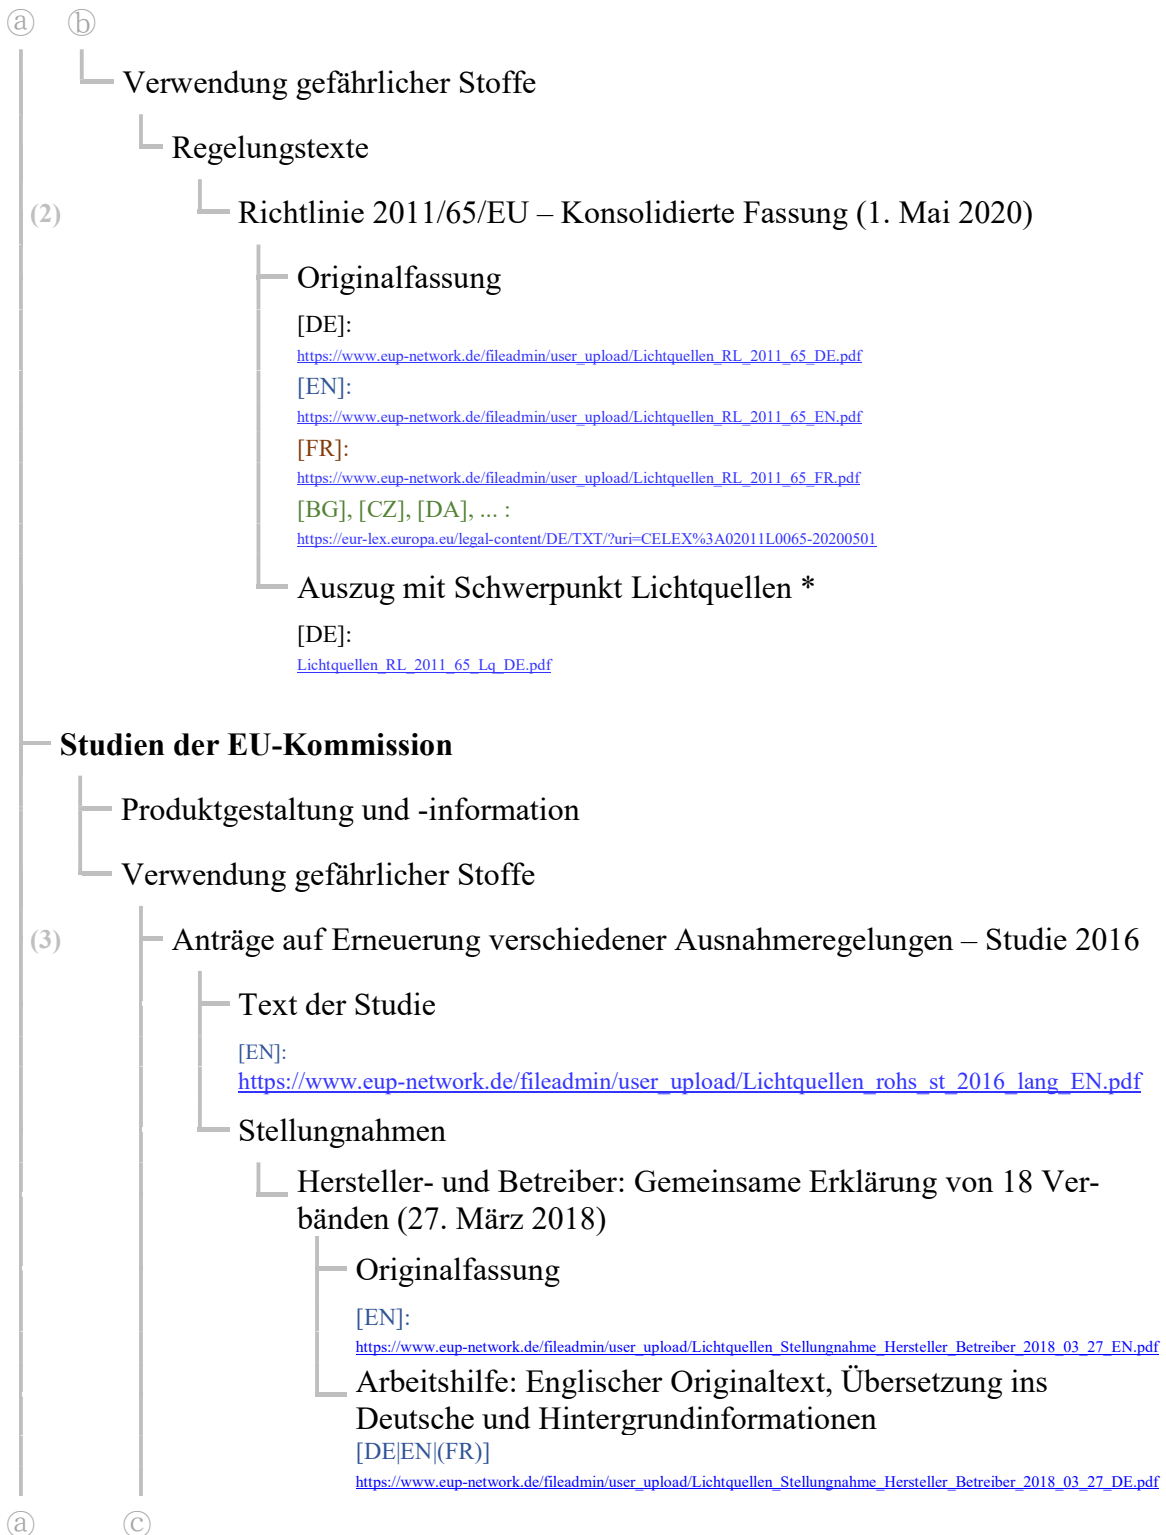 ⓐ ⓑ
Verwendung gefährlicher Stoffe
Regelungstexte
(2) Richtlinie 2011/65/EU – Konsolidierte Fassung (1. Mai 2020)
Originalfassung
[DE]:
https://www.eup-network.de/fileadmin/user_upload/Lichtquellen_RL_2011_65_DE.pdf
[EN]:
https://www.eup-network.de/fileadmin/user_upload/Lichtquellen_RL_2011_65_EN.pdf
[FR]:
https://www.eup-network.de/fileadmin/user_upload/Lichtquellen_RL_2011_65_FR.pdf
[BG], [CZ], [DA], ... :
https://eur-lex.europa.eu/legal-content/DE/TXT/?uri=CELEX%3A02011L0065-20200501
Auszug mit Schwerpunkt Lichtquellen *
[DE]:
Lichtquellen_RL_2011_65_Lq_DE.pdf
Studien der EU-Kommission
Produktgestaltung und -information
Verwendung gefährlicher Stoffe
(3) Anträge auf Erneuerung verschiedener Ausnahmeregelungen – Studie 2016
Text der Studie
[EN]:
https://www.eup-network.de/fileadmin/user_upload/Lichtquellen_rohs_st_2016_lang_EN.pdf
Stellungnahmen
Hersteller- und Betreiber: Gemeinsame Erklärung von 18 Ver-
bänden (27. März 2018)
Originalfassung
[EN]:
https://www.eup-network.de/fileadmin/user_upload/Lichtquellen_Stellungnahme_Hersteller_Betreiber_2018_03_27_EN.pdf
Arbeitshilfe: Englischer Originaltext, Übersetzung ins
Deutsche und Hintergrundinformationen
[DE|EN|(FR)]
https://www.eup-network.de/fileadmin/user_upload/Lichtquellen_Stellungnahme_Hersteller_Betreiber_2018_03_27_DE.pdf
ⓐ ⓒ